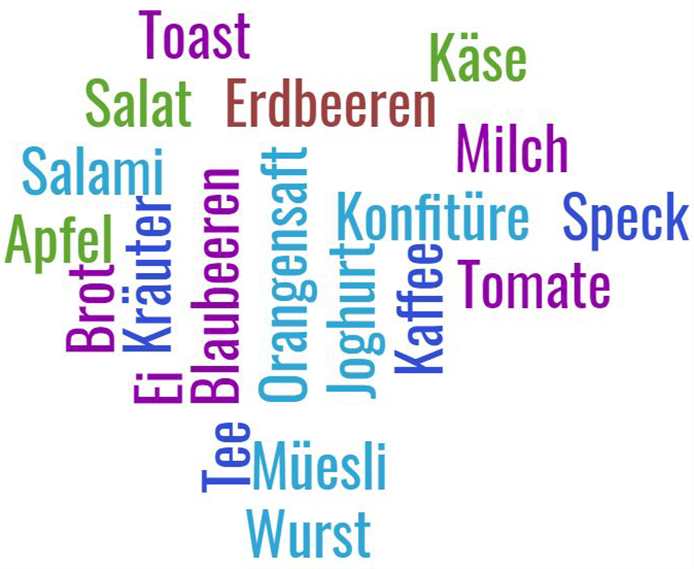 Toast
Käse
Salat
Erdbeeren
Milch
Salami
Konfitüre
Speck
Apfel
Brot
Kräuter
Blaubeeren
Orangensaft
Joghurt
Kaffee
Tomate
Ei
Tee
Müesli
Wurst